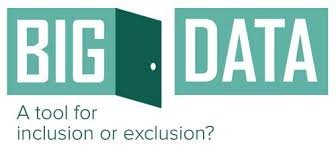 BIG DATA
A tool for
inclusion or exclusion?